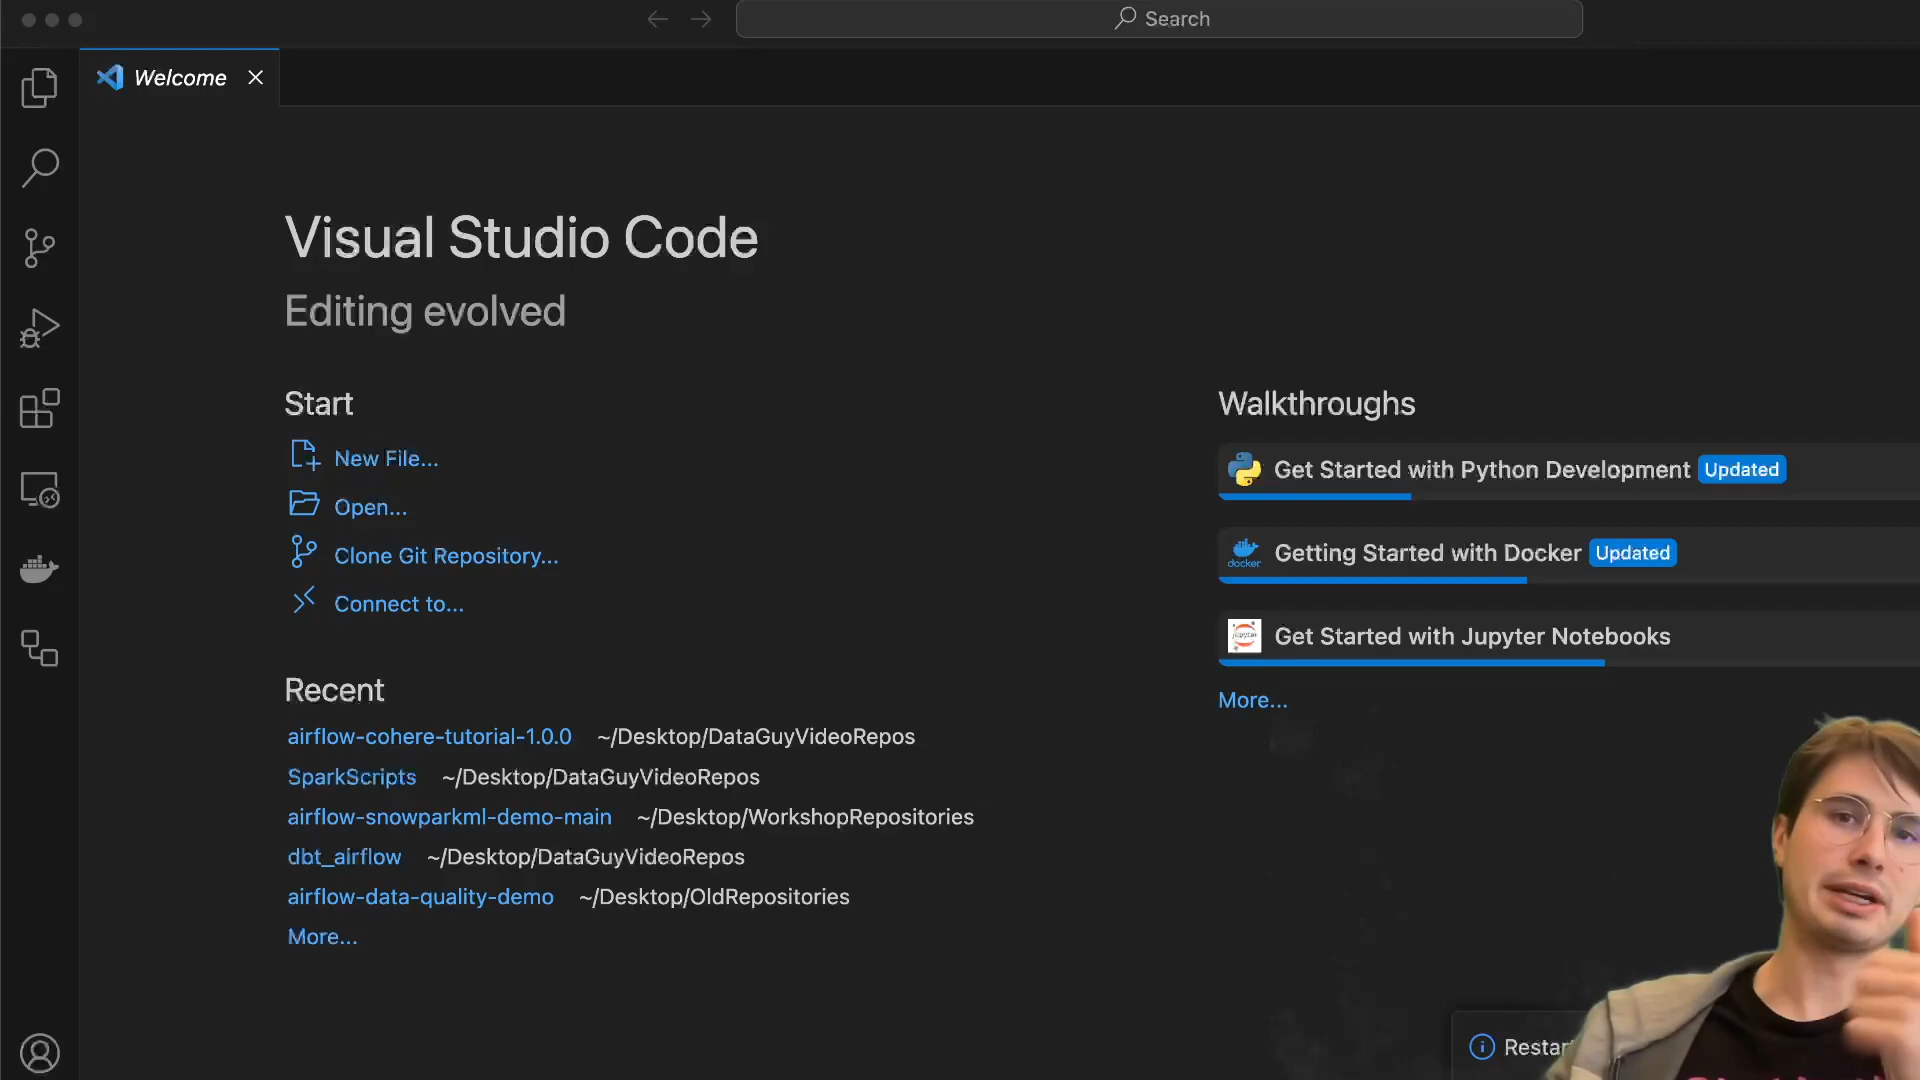 Search
Welcome
Visual Studio Code
Editing evolved
Start
New File...
Open...
Clone Git Repository...
Connect to...
Recent
airflow-cohere-tutorial-1.0.0 ~/Desktop/DataGuyVideoRepos
SparkScripts ~/Desktop/DataGuyVideoRepos
airflow-snowparkml-demo-main ~/Desktop/WorkshopRepositories
dbt_airflow ~/Desktop/DataGuyVideoRepos
airflow-data-quality-demo ~/Desktop/OldRepositories
More...
Walkthroughs
Get Started with Python Development Updated
docker
Getting Started with Docker Updated
jupyter
Get Started with Jupyter Notebooks
More...